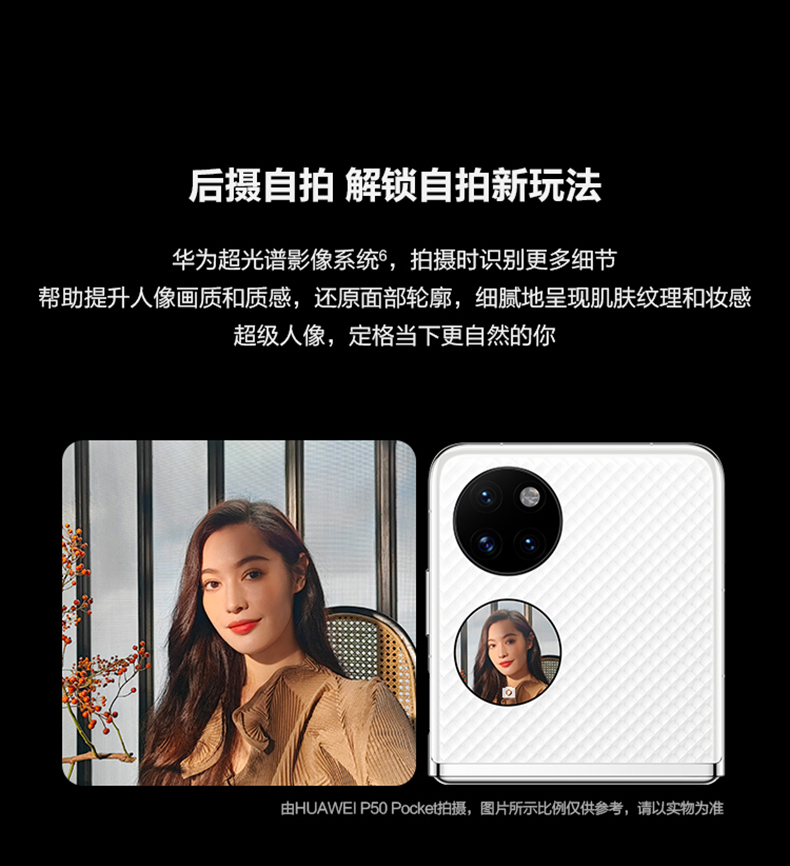 后摄自拍 解锁自拍新玩法
华为超光谱影像系统⁶，拍摄时识别更多细节
帮助提升人像画质和质感，还原面部轮廓，细腻地呈现肌肤纹理和妆感
超级人像，定格当下更自然的你
由HUAWEI P50 Pocket拍摄，图片所示比例仅供参考，请以实物为准